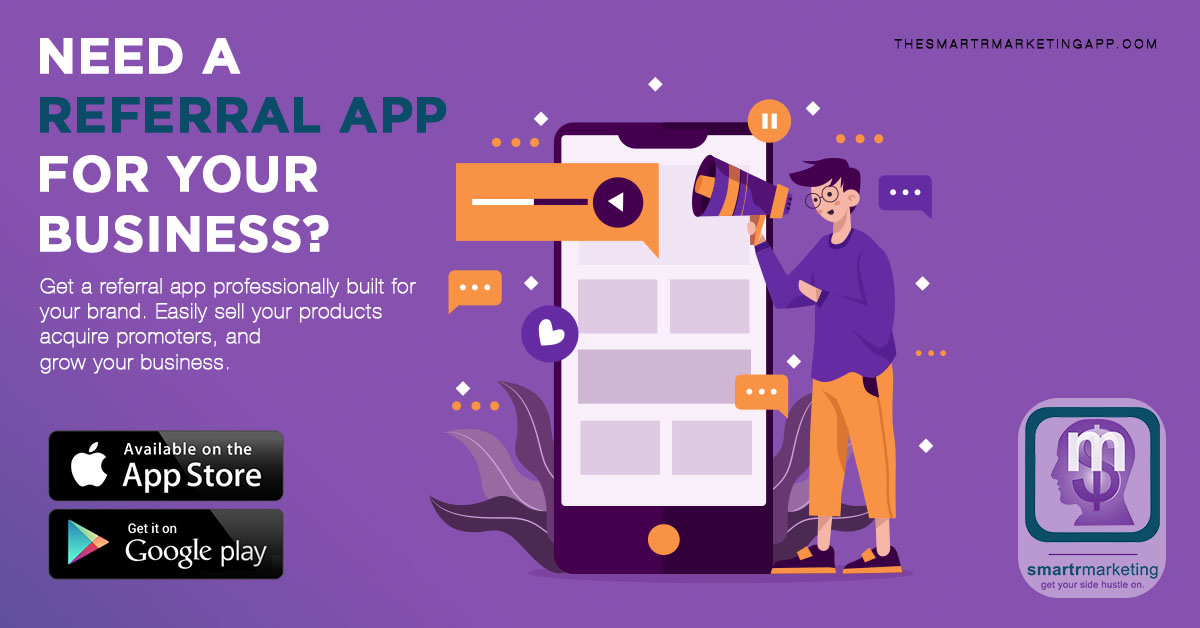 NEED A
REFERRAL APP
FOR YOUR
BUSINESS?
THESMARTRMARKETINGAPP.COM
Get a referral app professionally built for
your brand. Easily sell your products
acquire promoters, and
grow your business.
Available on the
App Store
Get it on
Google play
m$
smartrmarketing
get your side hustle on.